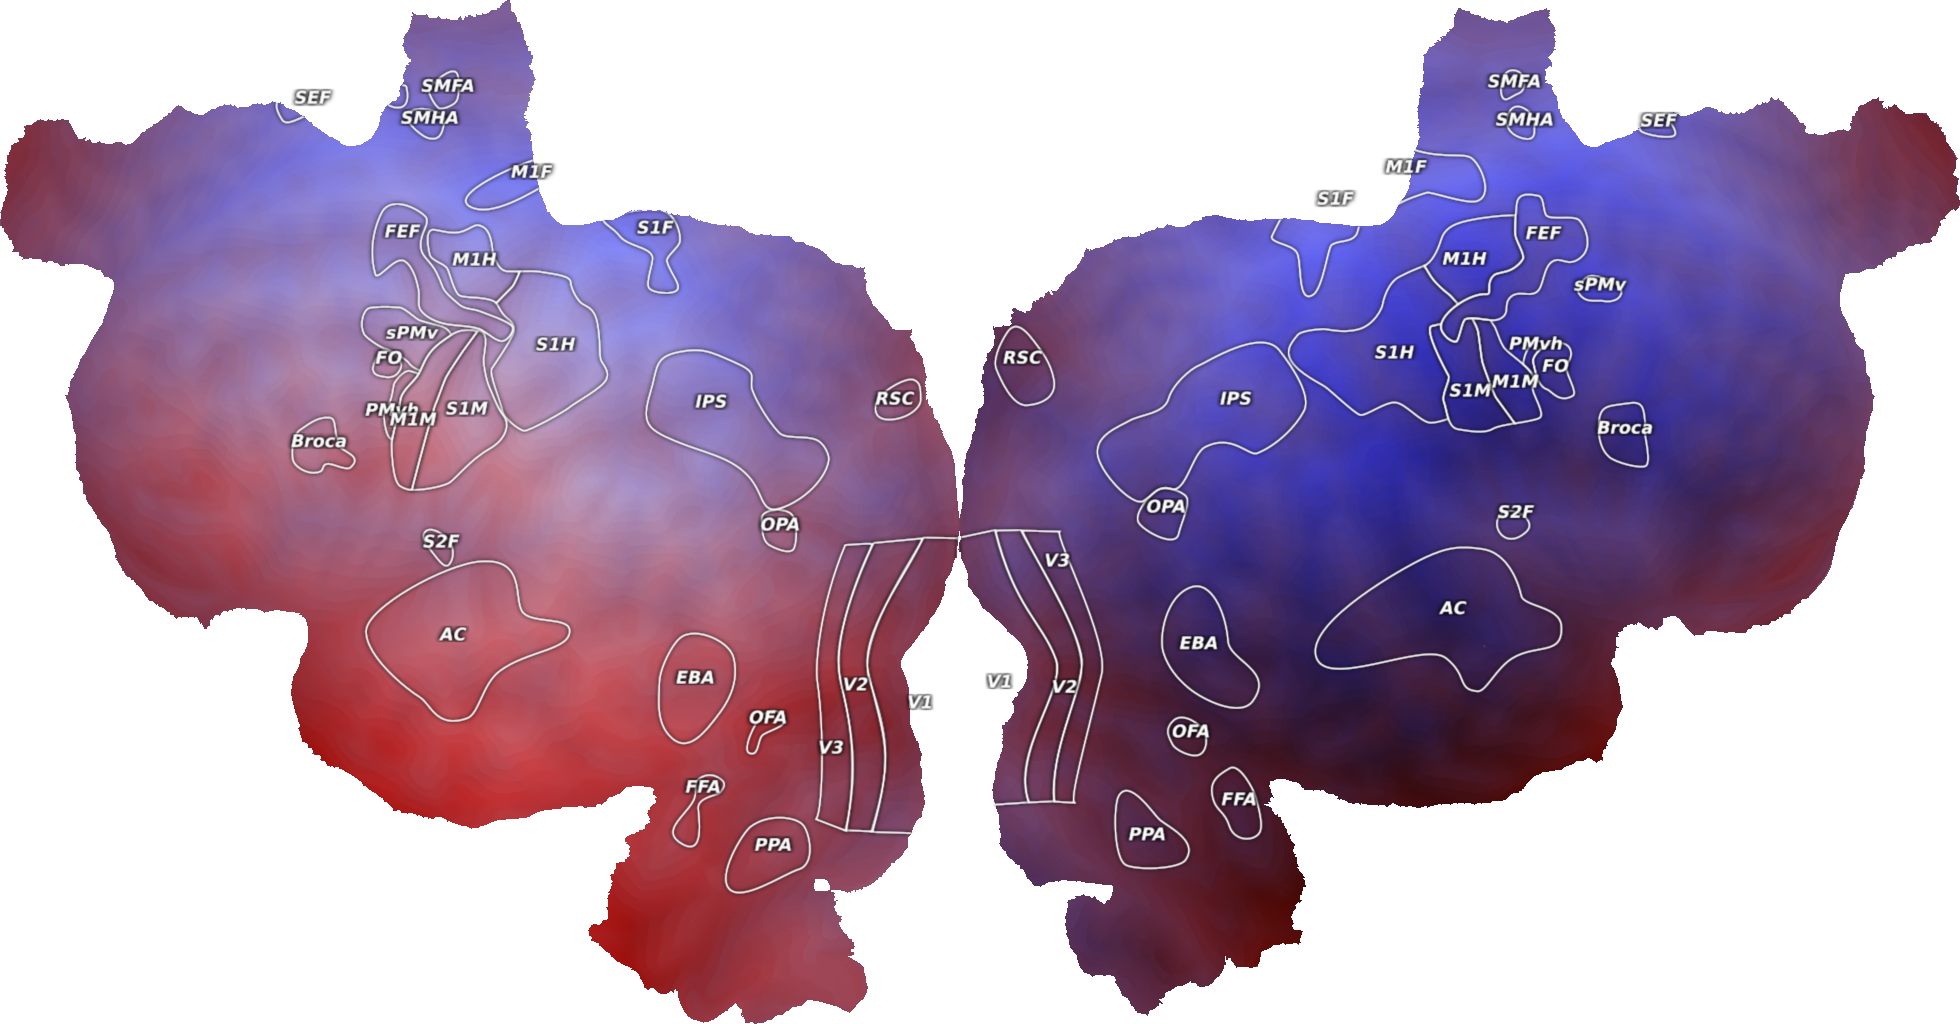 SEF
SMFA
SMHA
M1F
FEF
S1F
M1H
sPMv
FO
S1H
PMvh
M1M
S1M
IPS
RSC
Broca
S2F
OPA
AC
EBA
OFA
V2
V1
V3
FFA
PPA
SMFA
SMHA
SEF
M1F
S1F
FEF
M1H
sPMv
PMvh
RSC
S1H
FO
S1M
M1M
IPS
Broca
OPA
S2F
V3
AC
EBA
V1
V2
OFA
FFA
PPA